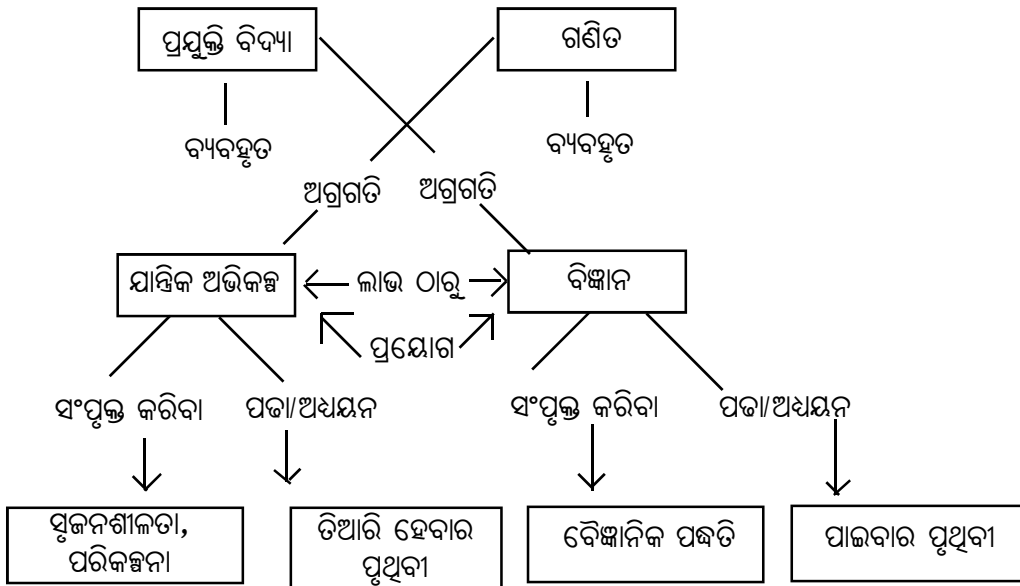 ପ୍ରଯୁକ୍ତି ବିଦ୍ୟା
ଗଣିତ
ବ୍ୟବହୃତ
ବ୍ୟବହୃତ
ଅଗ୍ରଗତି
ଅଗ୍ରଗତି
ଯାନ୍ତ୍ରିକ ଅଭିକଳ୍ପ
ଲାଭ ଠାରୁ
ବିଜ୍ଞାନ
ପ୍ରୟୋଗ
ସଂପୃକ୍ତ କରିବା
ପଢା/ଅଧ୍ୟୟନ
ସଂପୃକ୍ତ କରିବା
ପଢା/ଅଧ୍ୟୟନ
ସୃଜନଶୀଳତା,
ପରିକଳ୍ପନା
ତିଆରି ହେବାର
ପୃଥିବୀ
ବୈଜ୍ଞାନିକ ପଦ୍ଧତି
ପାଇବାର ପୃଥିବୀ